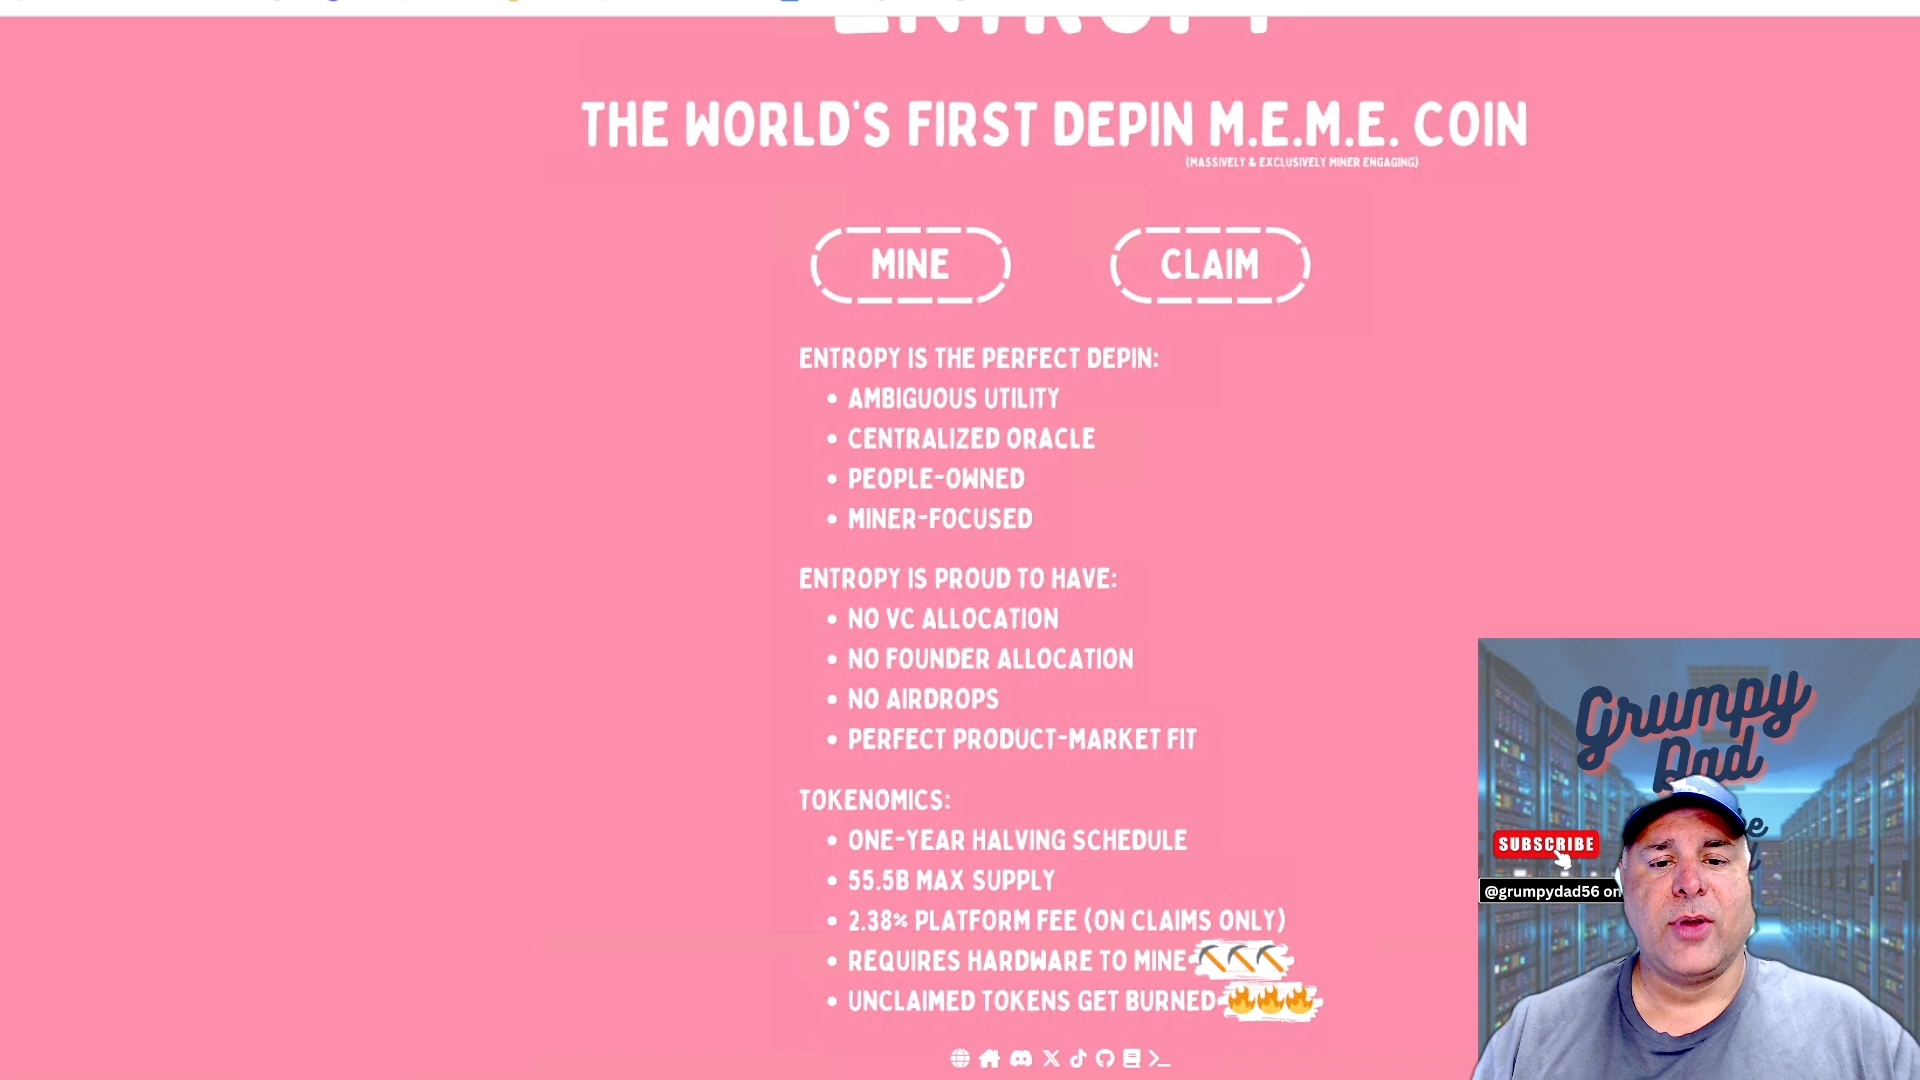 ENTROPY
THE WORLD'S FIRST DEPIN M.E.M.E. COIN
(MASSIVELY & EXCLUSIVELY MINER ENGAGING)
MINE
CLAIM
ENTROPY IS THE PERFECT DEPIN:
• AMBIGUOUS UTILITY
• CENTRALIZED ORACLE
• PEOPLE-OWNED
• MINER-FOCUSED
ENTROPY IS PROUD TO HAVE:
• NO VC ALLOCATION
• NO FOUNDER ALLOCATION
• NO AIRDROPS
• PERFECT PRODUCT-MARKET FIT
TOKENOMICS:
• ONE-YEAR HALVING SCHEDULE
• 55.5B MAX SUPPLY
• 2.38% PLATFORM FEE (ON CLAIMS ONLY)
• REQUIRES HARDWARE TO MINE
• UNCLAIMED TOKENS GET BURNED
Grumpy
Dad
SUBSCRIBE
@grumpydad56 on